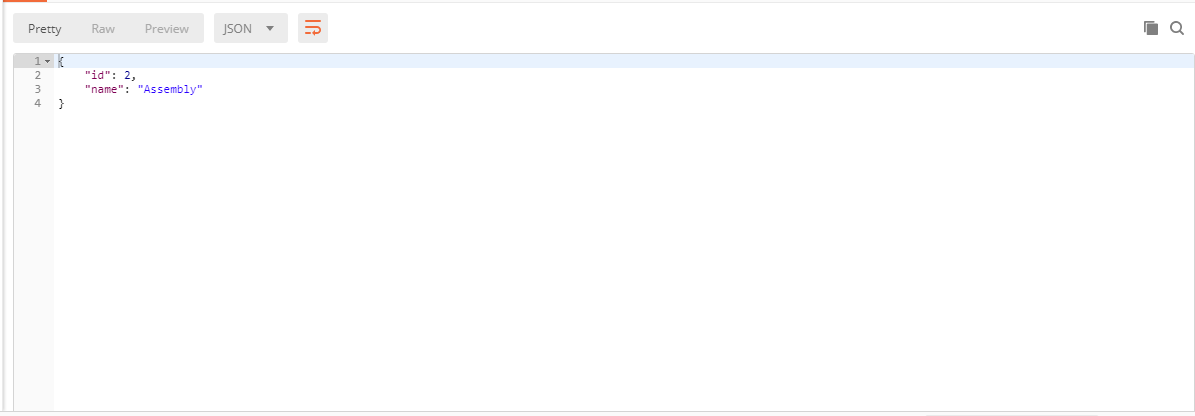 Pretty Raw Preview JSON
1 {
2 "id": 2,
3 "name": "Assembly"
4 }